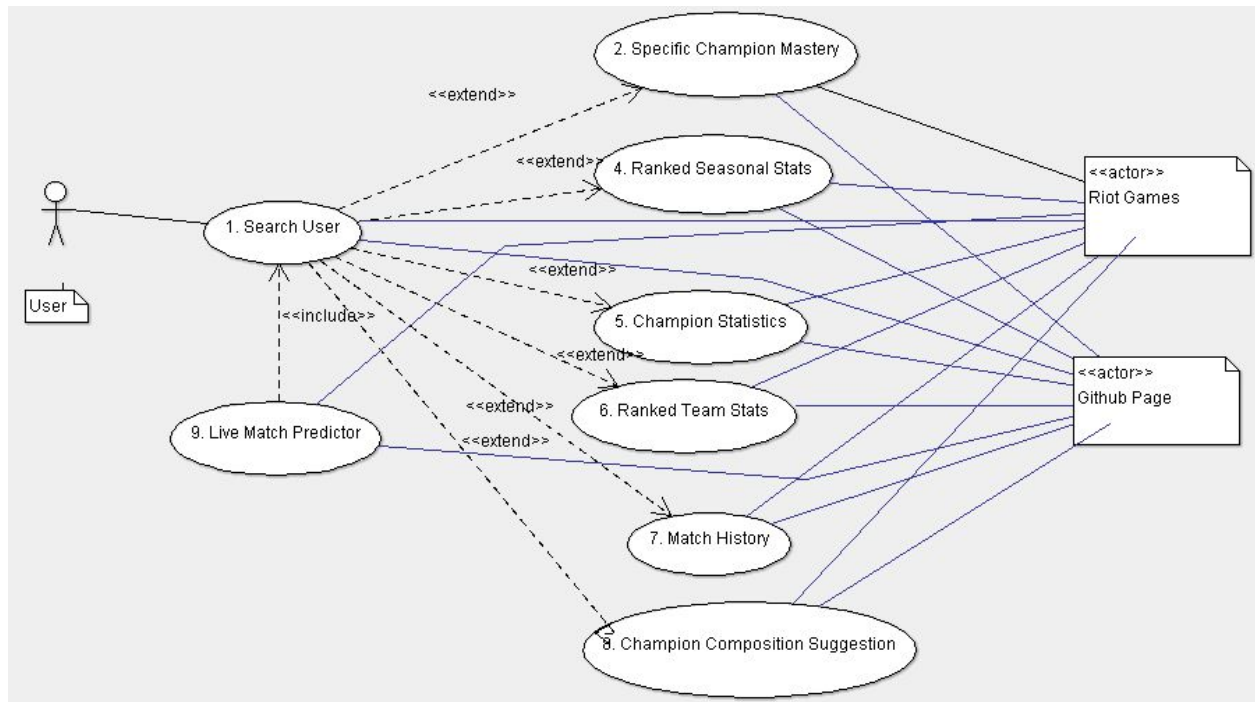 2. Specific Champion Mastery
<<extend>>
<<extend>>
4. Ranked Seasonal Stats
<<actor>>
Riot Games
1. Search User
<<extend>>
User
<<include>>
5. Champion Statistics
<<extend>>
<<actor>>
Github Page
6. Ranked Team Stats
<<extend>>
9. Live Match Predictor
<<extend>>
7. Match History
8. Champion Composition Suggestion